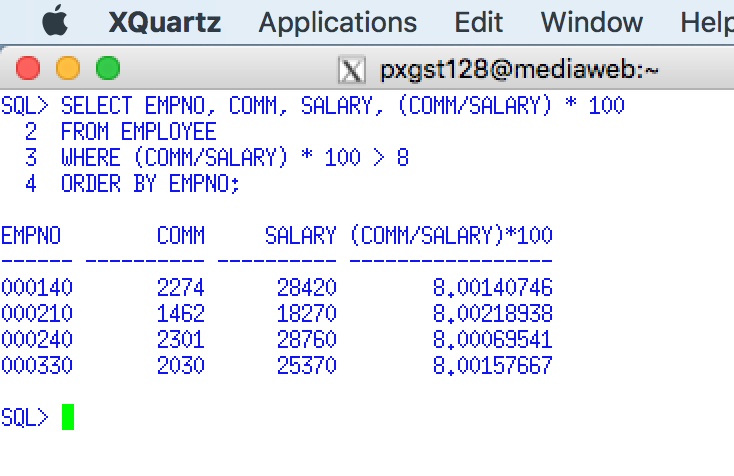 XQuartz Applications Edit Window Help
pxgst128@mediaweb:~
SQL> SELECT EMPNO, COMM, SALARY, (COMM/SALARY) * 100
2 FROM EMPLOYEE
3 WHERE (COMM/SALARY) * 100 > 8
4 ORDER BY EMPNO;
EMPNO COMM SALARY (COMM/SALARY)*100
------ ---------- ---------- -----------------
000140 2274 28420 8.00140746
000210 1462 18270 8.00218938
000240 2301 28760 8.00069541
000330 2030 25370 8.00157667
SQL>